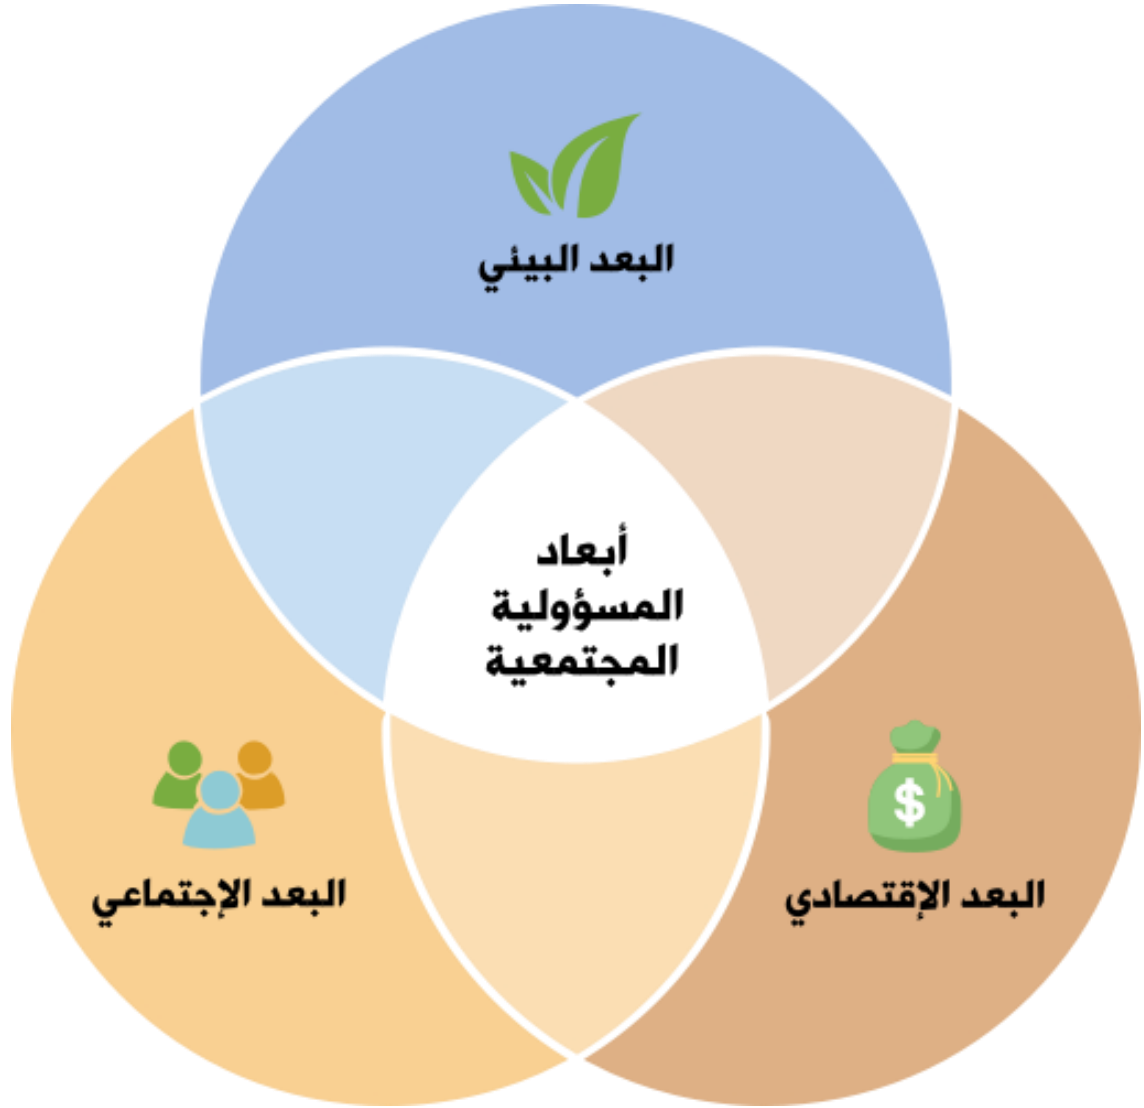 البعد البيئي
أبعاد
المسؤولية
المجتمعية
البعد الإقتصادي
البعد الإجتماعي
$